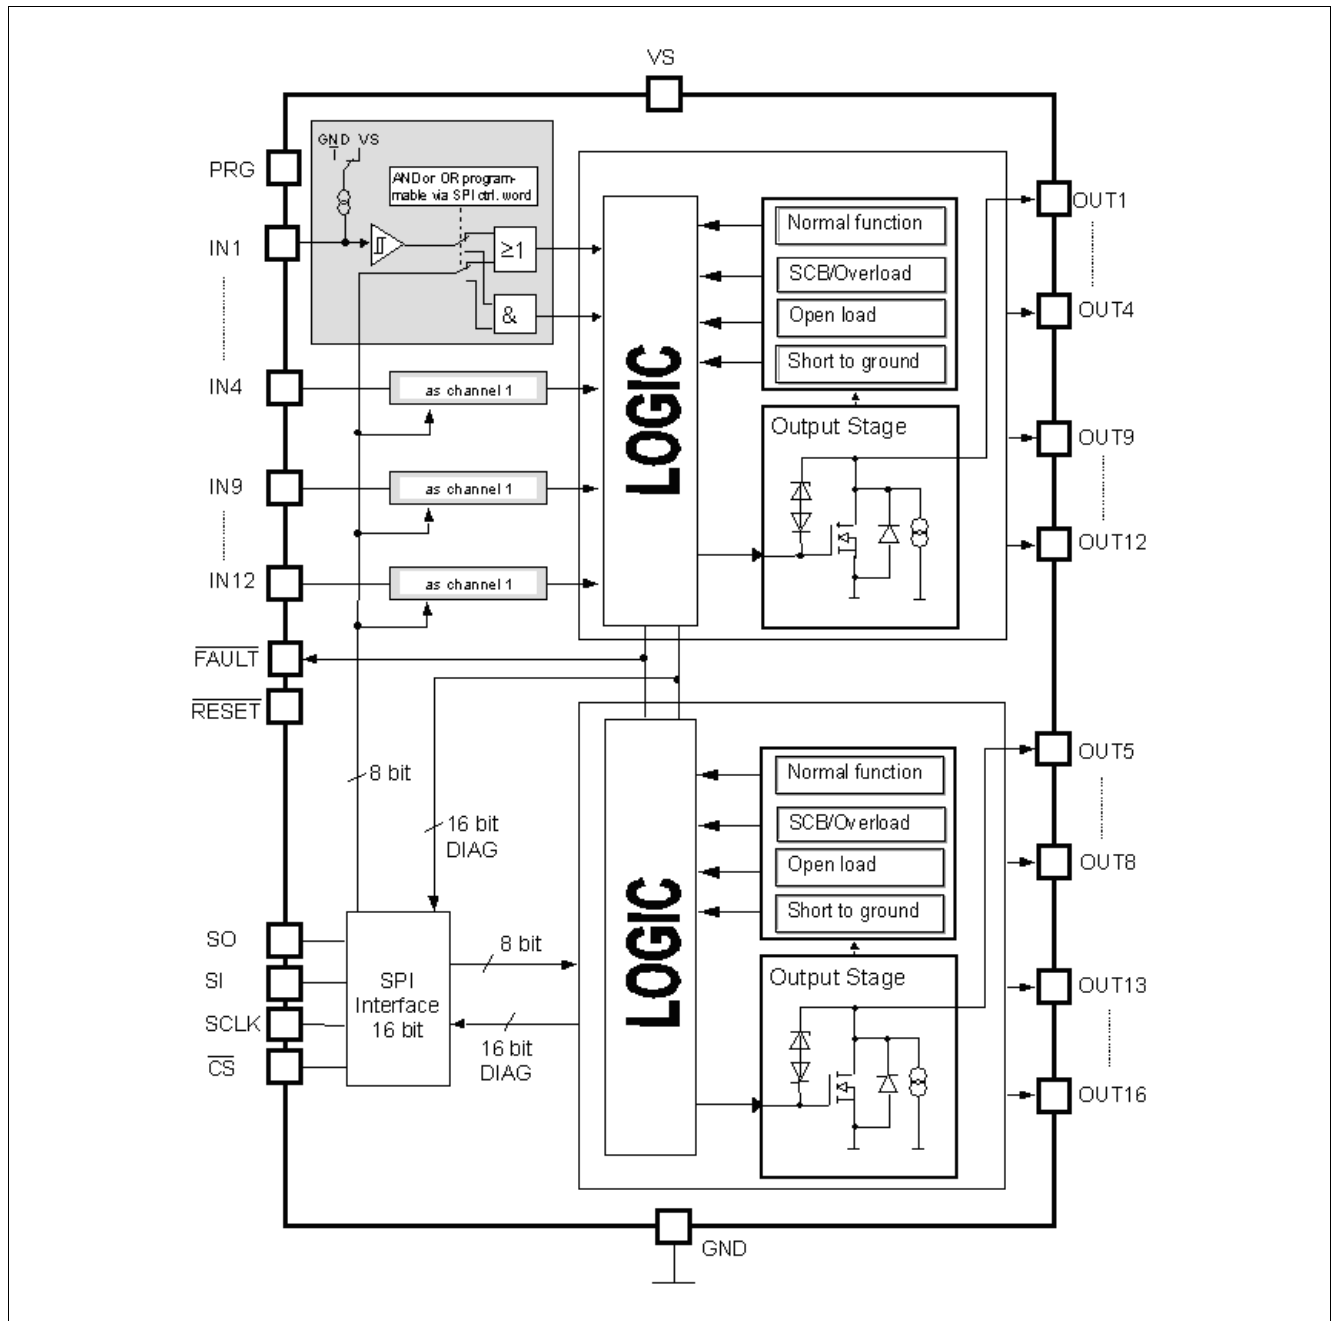 VS
GND VS
PRG
AND or OR program-
mable via SPI ctrl. word
OUT1
IN1
≥1
Normal function
SCB/Overload
&
Open load
OUT4
Short to ground
LOGIC
IN4
as channel 1
Output Stage
OUT9
IN9
as channel 1
OUT12
IN12
as channel 1
FAULT
RESET
OUT5
8 bit
Normal function
16 bit
DIAG
SCB/Overload
Open load
OUT8
Short to ground
LOGIC
SO
8 bit
SI
SPI
Interface
16 bit
Output Stage
OUT13
SCLK
16 bit
DIAG
CS
OUT16
GND